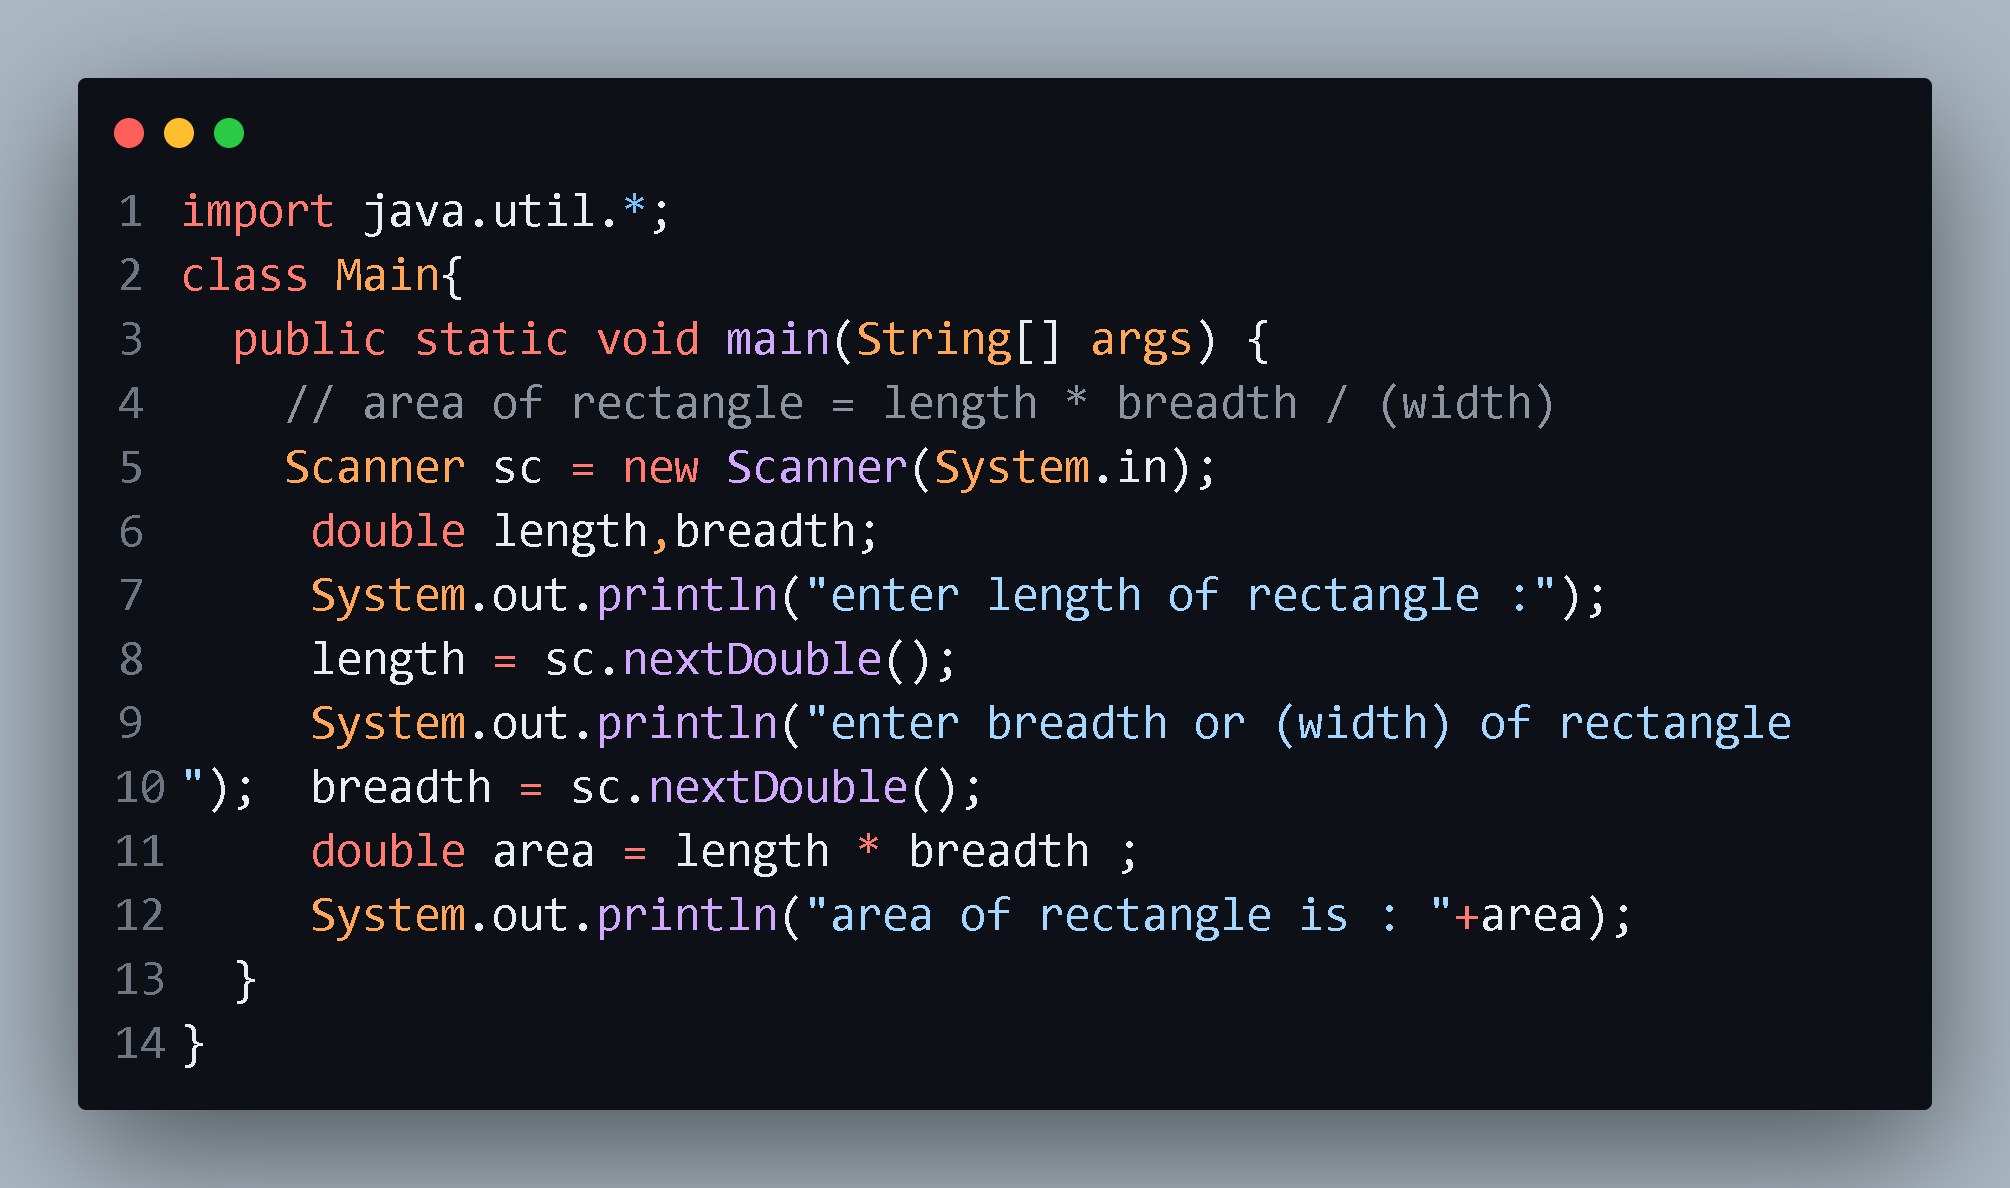 1 import java.util.*;
2 class Main{
3   public static void main(String[] args) {
4     // area of rectangle = length * breadth / (width)
5     Scanner sc = new Scanner(System.in);
6      double length,breadth;
7      System.out.println("enter length of rectangle :");
8      length = sc.nextDouble();
9      System.out.println("enter breadth or (width) of rectangle
10 ");  breadth = sc.nextDouble();
11      double area = length * breadth ;
12      System.out.println("area of rectangle is : "+area);
13   }
14 }